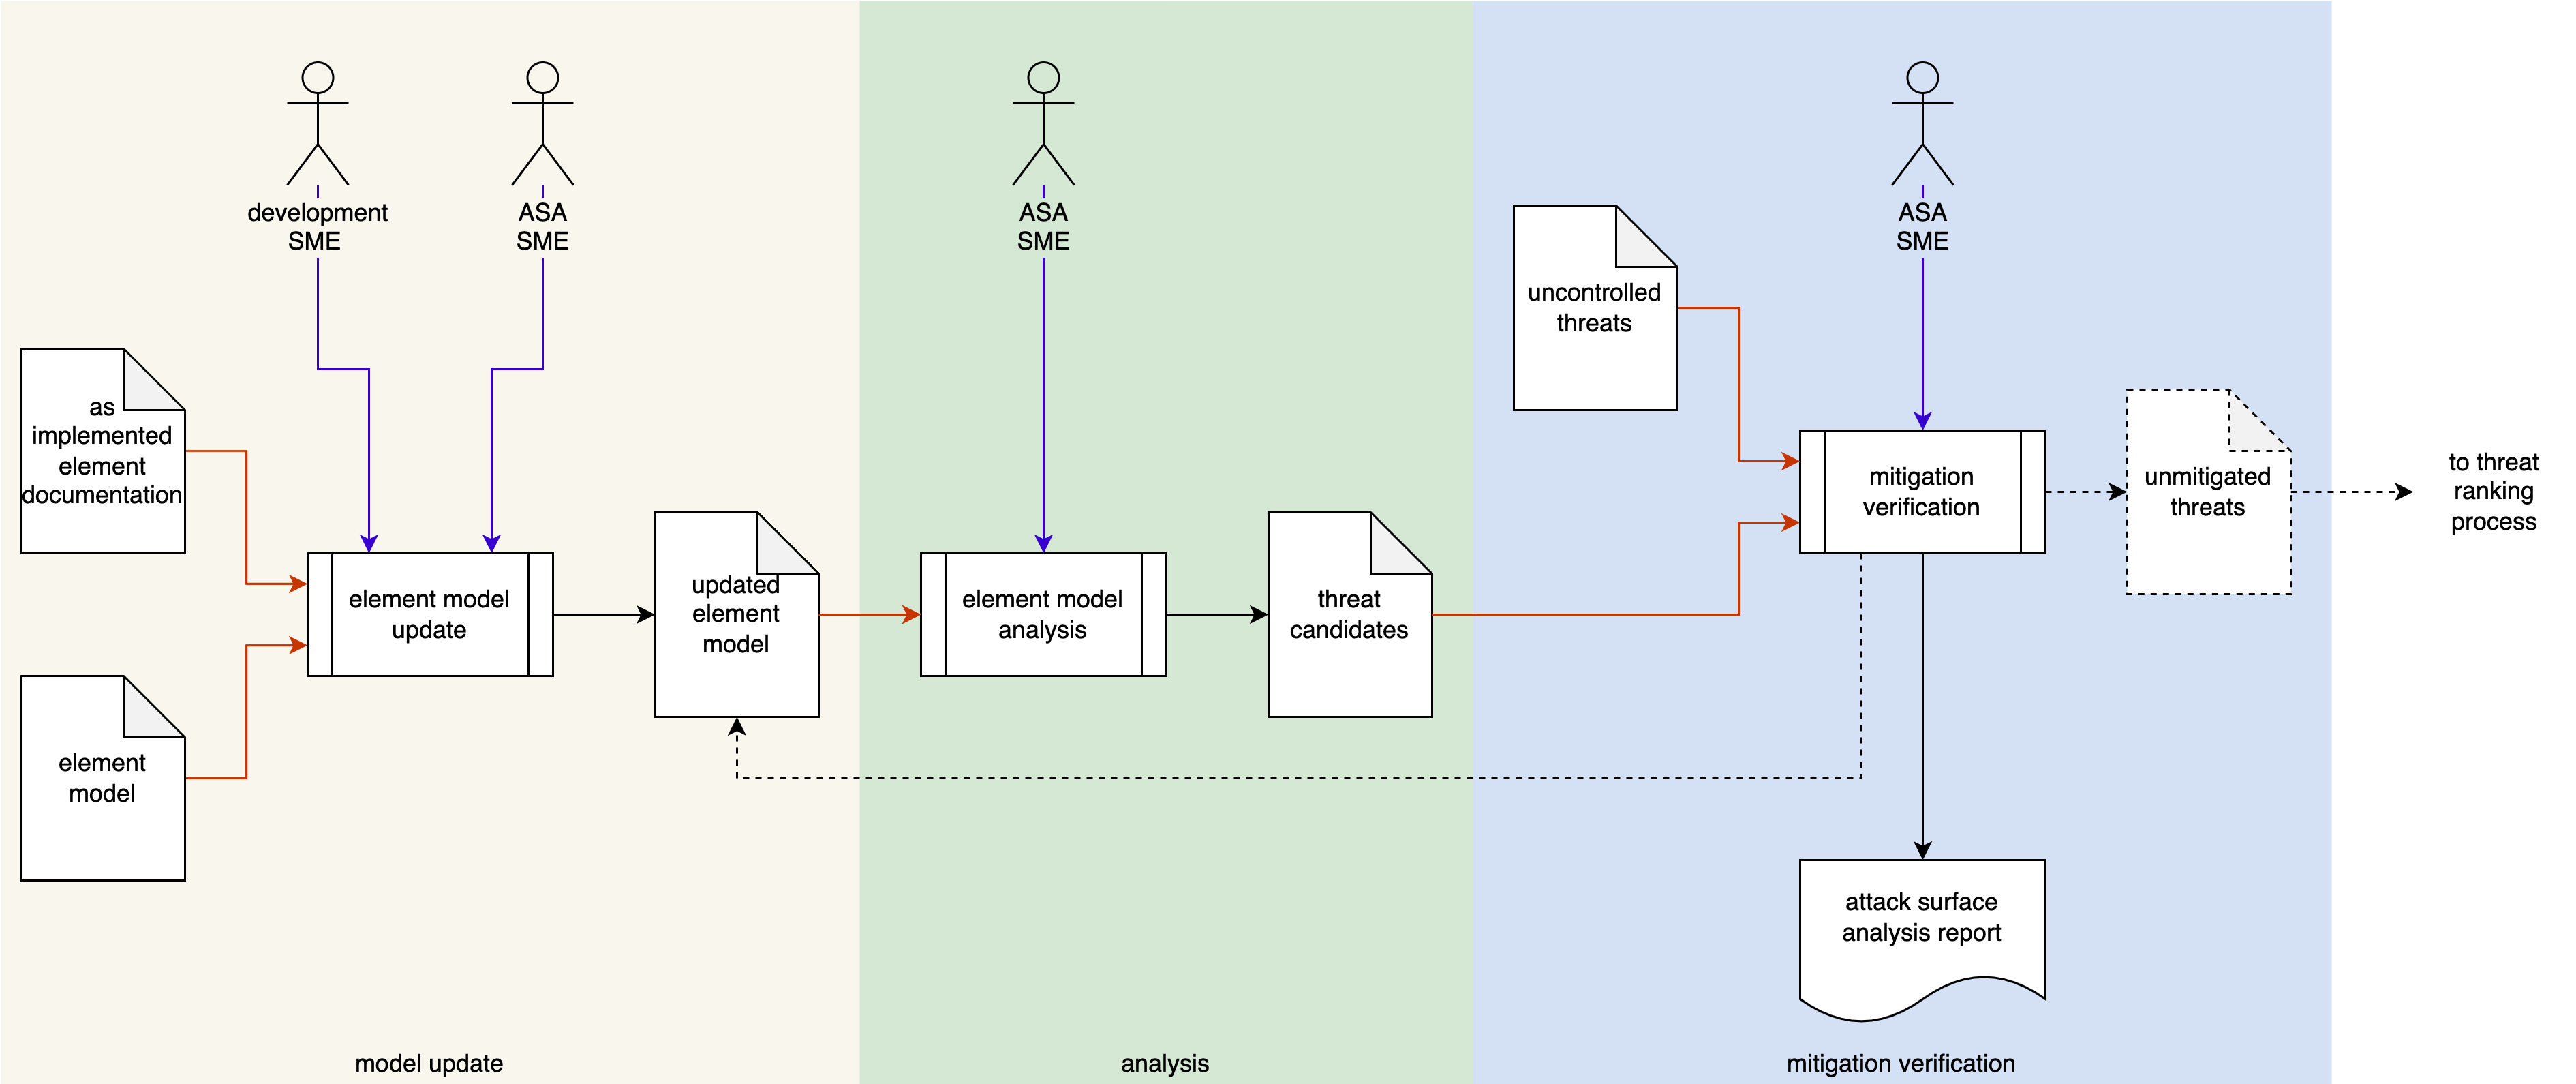 development
SME
ASA
SME
as
implemented
element
documentation
element model
update
element
model
updated
element
model
model update
ASA
SME
element model
analysis
threat
candidates
analysis
uncontrolled
threats
ASA
SME
mitigation
verification
unmitigated
threats
attack surface
analysis report
mitigation verification
to threat
ranking
process